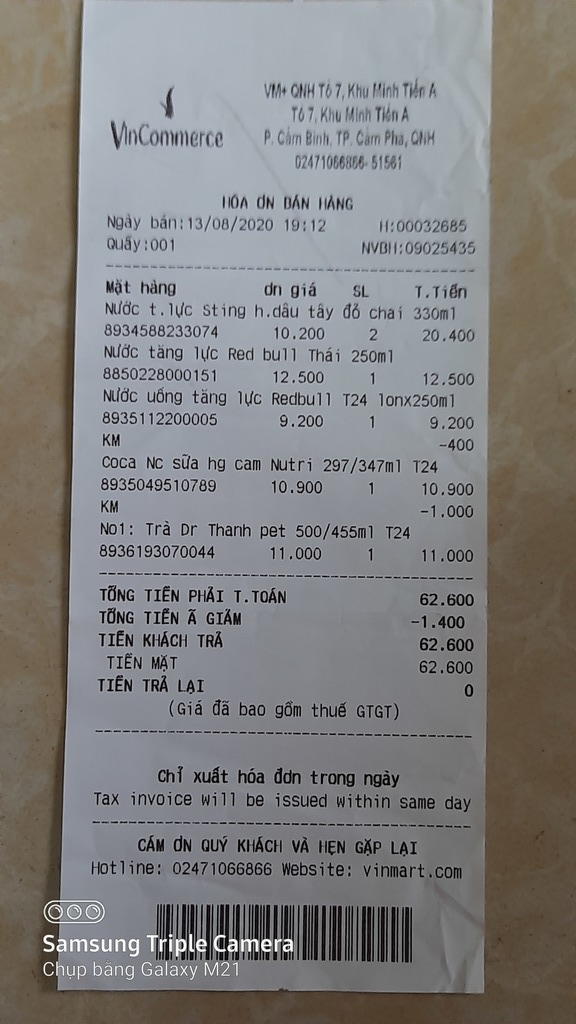 VinCommerce
VM+ QNH Tổ 7, Khu Minh Tiến A
Tổ 7, Khu Minh Tiến A
P. Cẩm Bình, TP. Cẩm Phả, QNH
02471066866-51561
HÓA ƠN BÁN HÀNG
Ngày bán:13/08/2020 19:12 H:00032685
Quầy:001 NVBH:09025435
Mặt hàng ơn giá SL T.Tiền
Nước t.lực Sting h.dâu tây đỏ chai 330ml
8934588233074 10.200 2 20.400
Nước tăng lực Red bull Thái 250ml
8850228000151 12.500 1 12.500
Nước uống tăng lực Redbull T24 lonx250ml
8935112200005 9.200 1 9.200
KM -400
Coca Nc sữa hg cam Nutri 297/347ml T24
8935049510789 10.900 1 10.900
KM -1.000
No1: Trà Dr Thanh pet 500/455ml T24
8936193070044 11.000 1 11.000
TỔNG TIỀN PHẢI T.TOÁN 62.600
TỔNG TIỀN Ã GIẢM -1.400
TIỀN KHÁCH TRẢ 62.600
TIỀN MẶT 62.600
TIỀN TRẢ LẠI 0
(Giá đã bao gồm thuế GTGT)
Chỉ xuất hóa đơn trong ngày
Tax invoice will be issued within same day
CÁM ƠN QUÝ KHÁCH VÀ HẸN GẶP LẠI
Hotline: 02471066866 Website: vinmart.com
Samsung Triple Camera
Chụp bằng Galaxy M21